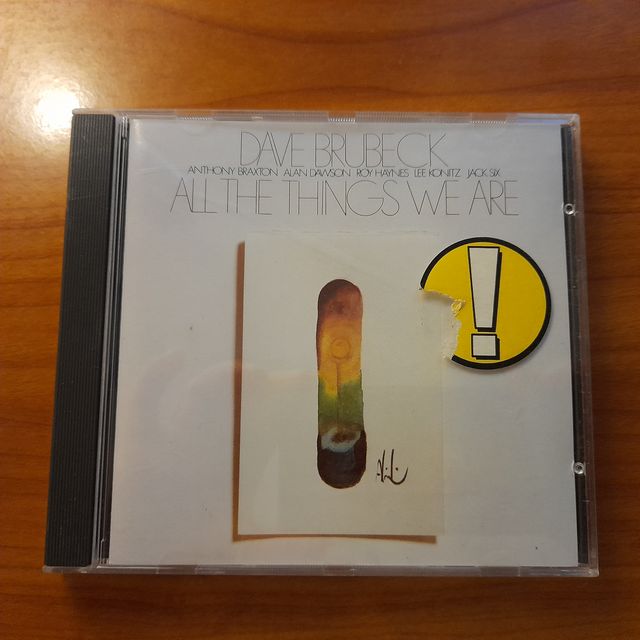 DAVE BRUBECK
ANTHONY BRAXTON ALAN DAWSON ROY HAYNES LEE KONITZ JACK SIX
ALL THE THINGS WE ARE
!